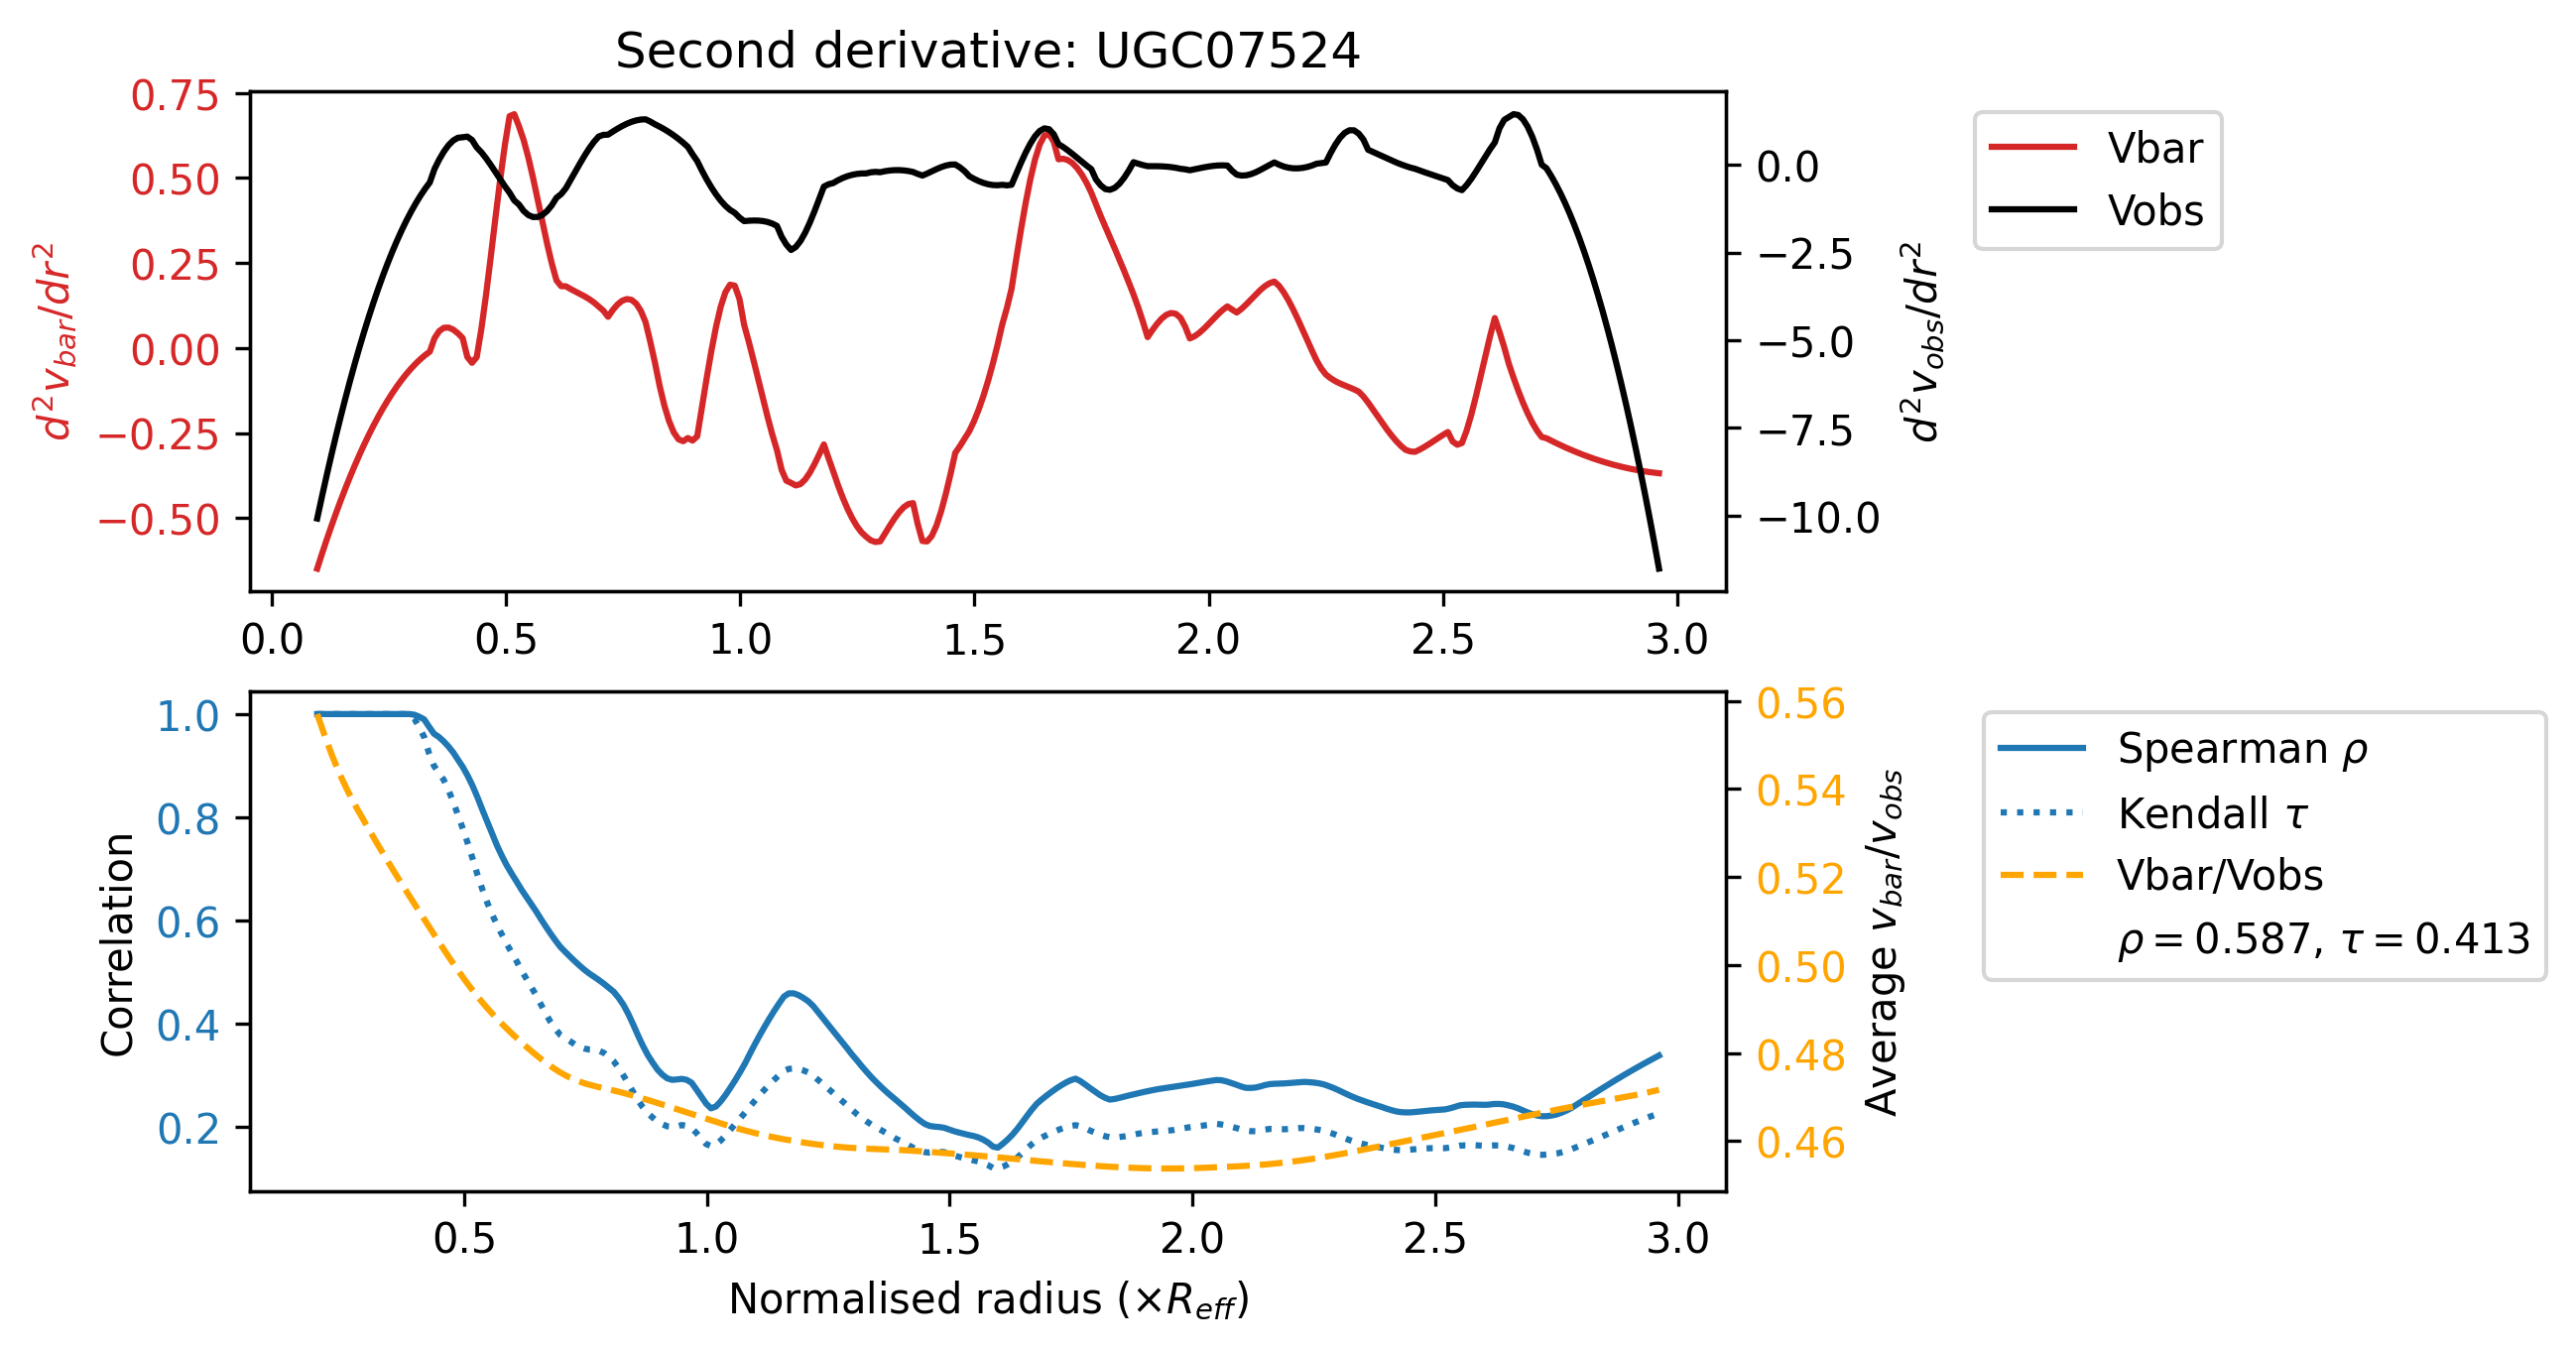 Second derivative: UGC07524
0.75
0.50
0.25
0.00
−0.25
−0.50
d²v_bar/dr²
0.0
−2.5
−5.0
−7.5
−10.0
d²v_obs/dr²
Vbar
Vobs
0.0 0.5 1.0 1.5 2.0 2.5 3.0
1.0
0.8
0.6
0.4
0.2
Correlation
0.56
0.54
0.52
0.50
0.48
0.46
Average v_bar/v_obs
Spearman ρ
Kendall τ
Vbar/Vobs
ρ = 0.587, τ = 0.413
0.5 1.0 1.5 2.0 2.5 3.0
Normalised radius (×R_eff)